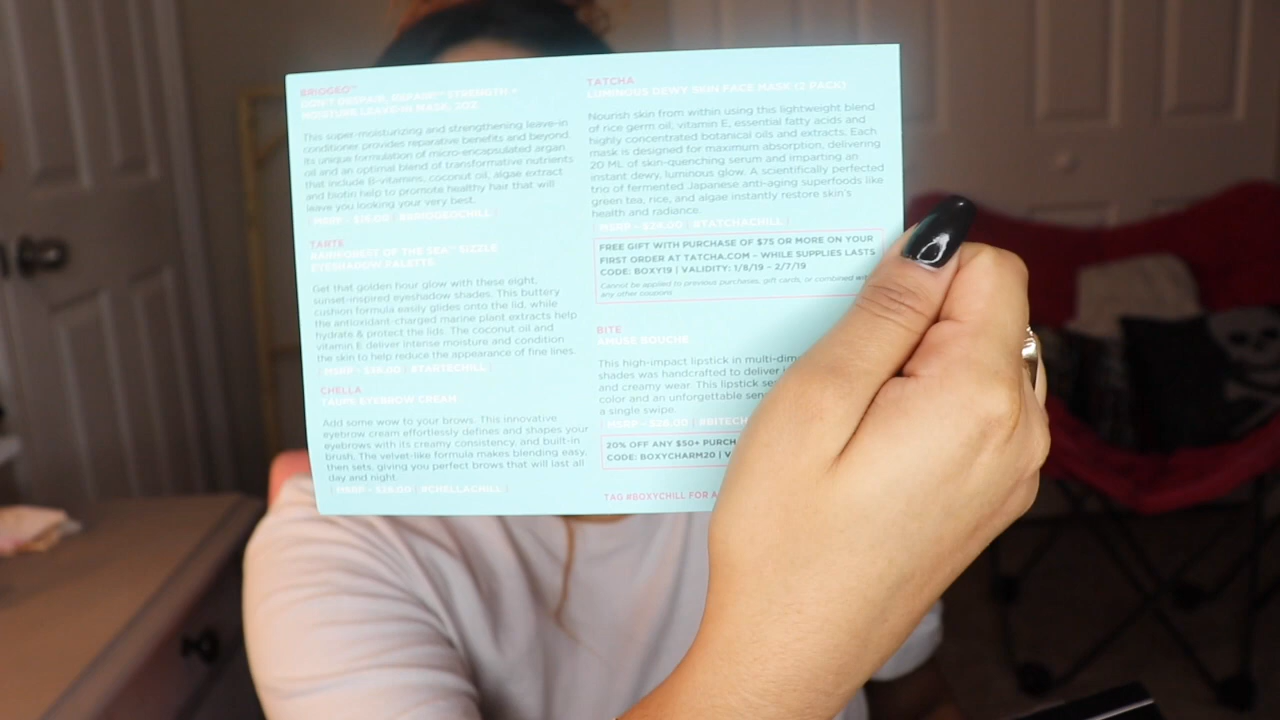 BRIOGEO™
DON'T DESPAIR, REPAIR!™ STRENGTH +
MOISTURE LEAVE-IN MASK, 2OZ.
This super-moisturizing and strengthening leave-in
conditioner provides reparative benefits and beyond.
Its unique formulation of micro-encapsulated argan
oil and an optimal blend of transformative nutrients
that include B-vitamins, coconut oil, algae extract
and biotin help to promote healthy hair that will
leave you looking your very best.
MSRP - #BRIOGEOCHILL
TARTE
RAINFOREST OF THE SEA™ SIZZLE
EYESHADOW PALETTE
Get that golden hour glow with these eight,
sunset-inspired eyeshadow shades. This buttery
cushion formula easily glides onto the lid, while
the antioxidant-charged marine plant extracts help
hydrate & protect the lids. The coconut oil and
vitamin E deliver intense moisture and condition
the skin to help reduce the appearance of fine lines.
MSRP - #TARTECHILL
CHELLA
TAUPE EYEBROW CREAM
Add some wow to your brows. This innovative
eyebrow cream effortlessly defines and shapes your
eyebrows with its creamy consistency, and built-in
brush. The velvet-like formula makes blending easy,
then sets, giving you perfect brows that will last all
day and night.
MSRP - $28.00 #CHELLACHILL
TATCHA
LUMINOUS DEWY SKIN FACE MASK (2-PACK)
Nourish skin from within using this lightweight blend
of rice germ oil, vitamin E, essential fatty acids and
highly concentrated botanical oils and extracts. Each
mask is designed for maximum absorption, delivering
20 ML of skin-quenching serum and imparting an
instant dewy, luminous glow. A scientifically perfected
trio of fermented Japanese anti-aging superfoods like
green tea, rice, and algae instantly restore skin's
health and radiance.
MSRP - $26.00 #TATCHACHILL
FREE GIFT WITH PURCHASE OF $75 OR MORE ON YOUR
FIRST ORDER AT TATCHA.COM – WHILE SUPPLIES LASTS
CODE: BOXY19 | VALIDITY: 1/8/19 – 2/7/19
Cannot be applied to previous purchases, gift cards, or combined with
any other coupons
BITE
AMUSE BOUCHE
This high-impact lipstick in multi-dim
shades was handcrafted to deliver
and creamy wear. This lipstick
color and an unforgettable
a single swipe.
MSRP - $26.00 #BITECH
20% OFF ANY $50+ PURCH
CODE: BOXYCHARM20 | V
TAG #BOXYCHILL FOR A